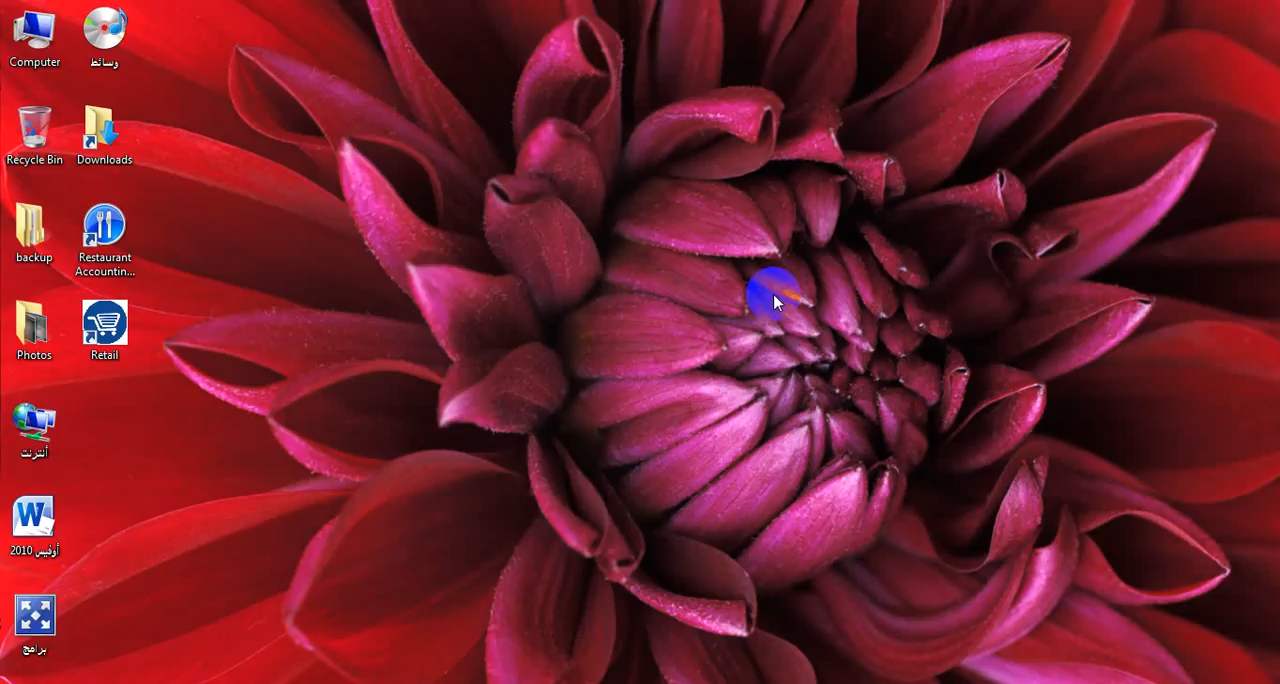 Computer
وسائط
Recycle Bin
Downloads
backup
Restaurant
Accountin...
Photos
Retail
أنترنت
أوفيس 2010
برامج